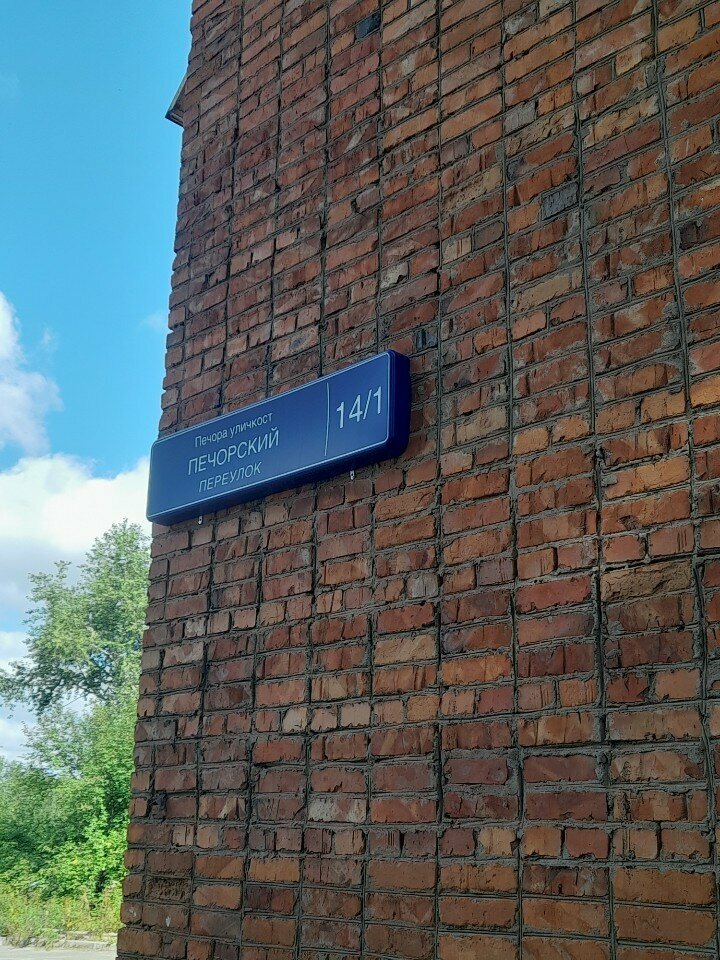 Печора уличкост
ПЕЧОРСКИЙ
ПЕРЕУЛОК
14/1